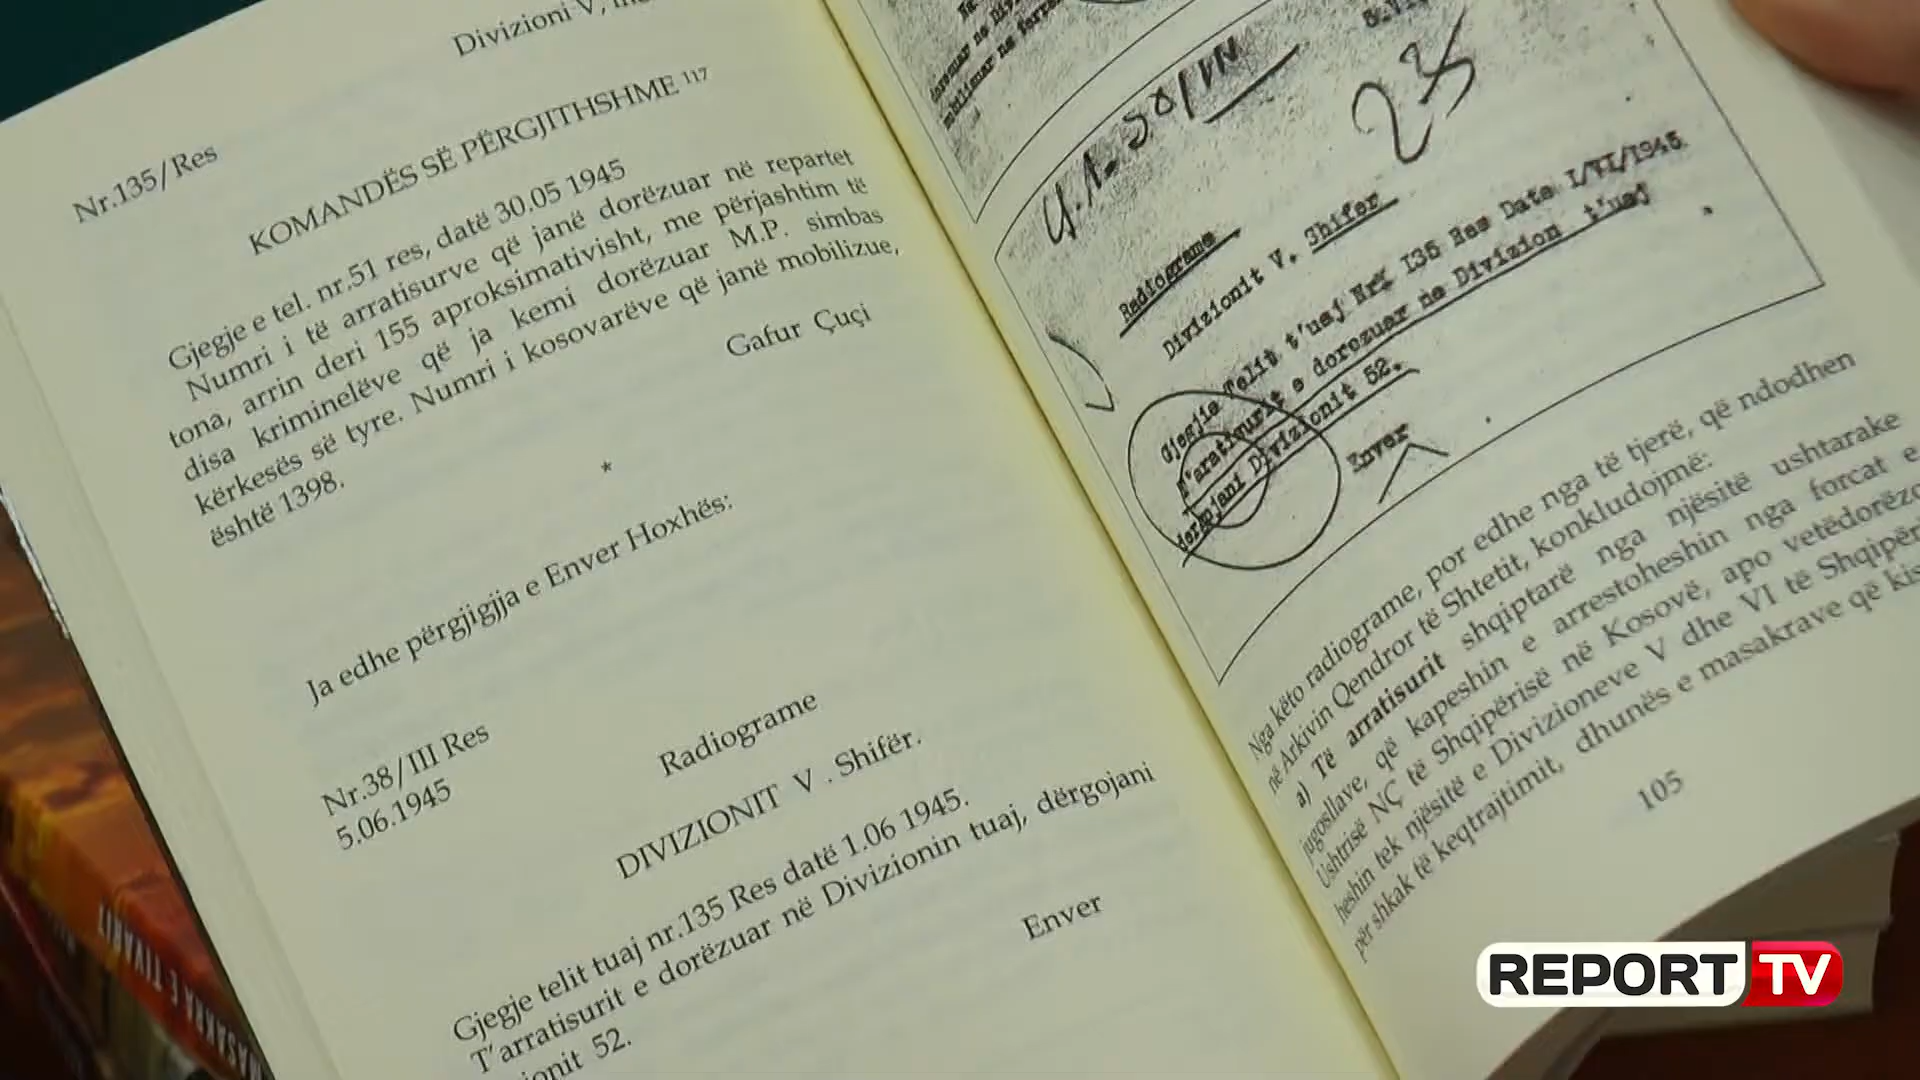 Divizioni V,
Nr.135/Res
KOMANDËS SË PËRGJITHSHME 117
Gjegje e tel. nr.51 res, datë 30.05 1945
Numri i të arratisurve që janë dorëzuar në repartet
tona, arrin deri 155 aproksimativisht, me përjashtim të
disa kriminelëve që ja kemi dorëzuar M.P. simbas
kërkesës së tyre. Numri i kosovarëve që janë mobilizue,
është 1398.
Gafur Çuçi
*
Ja edhe përgjigjja e Enver Hoxhës:
Nr.38/III Res
5.06.1945
Radiograme
DIVIZIONIT V . Shifër.
Gjegje telit tuaj nr.135 Res datë 1.06 1945.
T'arratisurit e dorëzuar në Divizionin tuaj, dërgojani
ionit 52.
Enver
23
Radiograme
Divizionit V. Shifer
Gjegjie Telit t'uaj Nr. 135 Res Date I/VI/1945.
T'aratisurit e dorezuar ne Divizion t'uaj
dergojani Divizionit 52.
Enver
Nga këto radiograme, por edhe nga të tjerë, që ndodhen
në Arkivin Qendror të Shtetit, konkludojmë:
a) Të arratisurit shqiptarë nga njësitë ushtarake
jugosllave, që kapeshin e arrestoheshin nga forcat e
Ushtrisë NÇ të Shqipërisë në Kosovë, apo vetëdorëzo
heshin tek njësitë e Divizioneve V dhe VI të Shqipëri
për shkak të keqtrajtimit, dhunës e masakrave që kis
105
MASAKRA E TIVARIT
REPORT TV